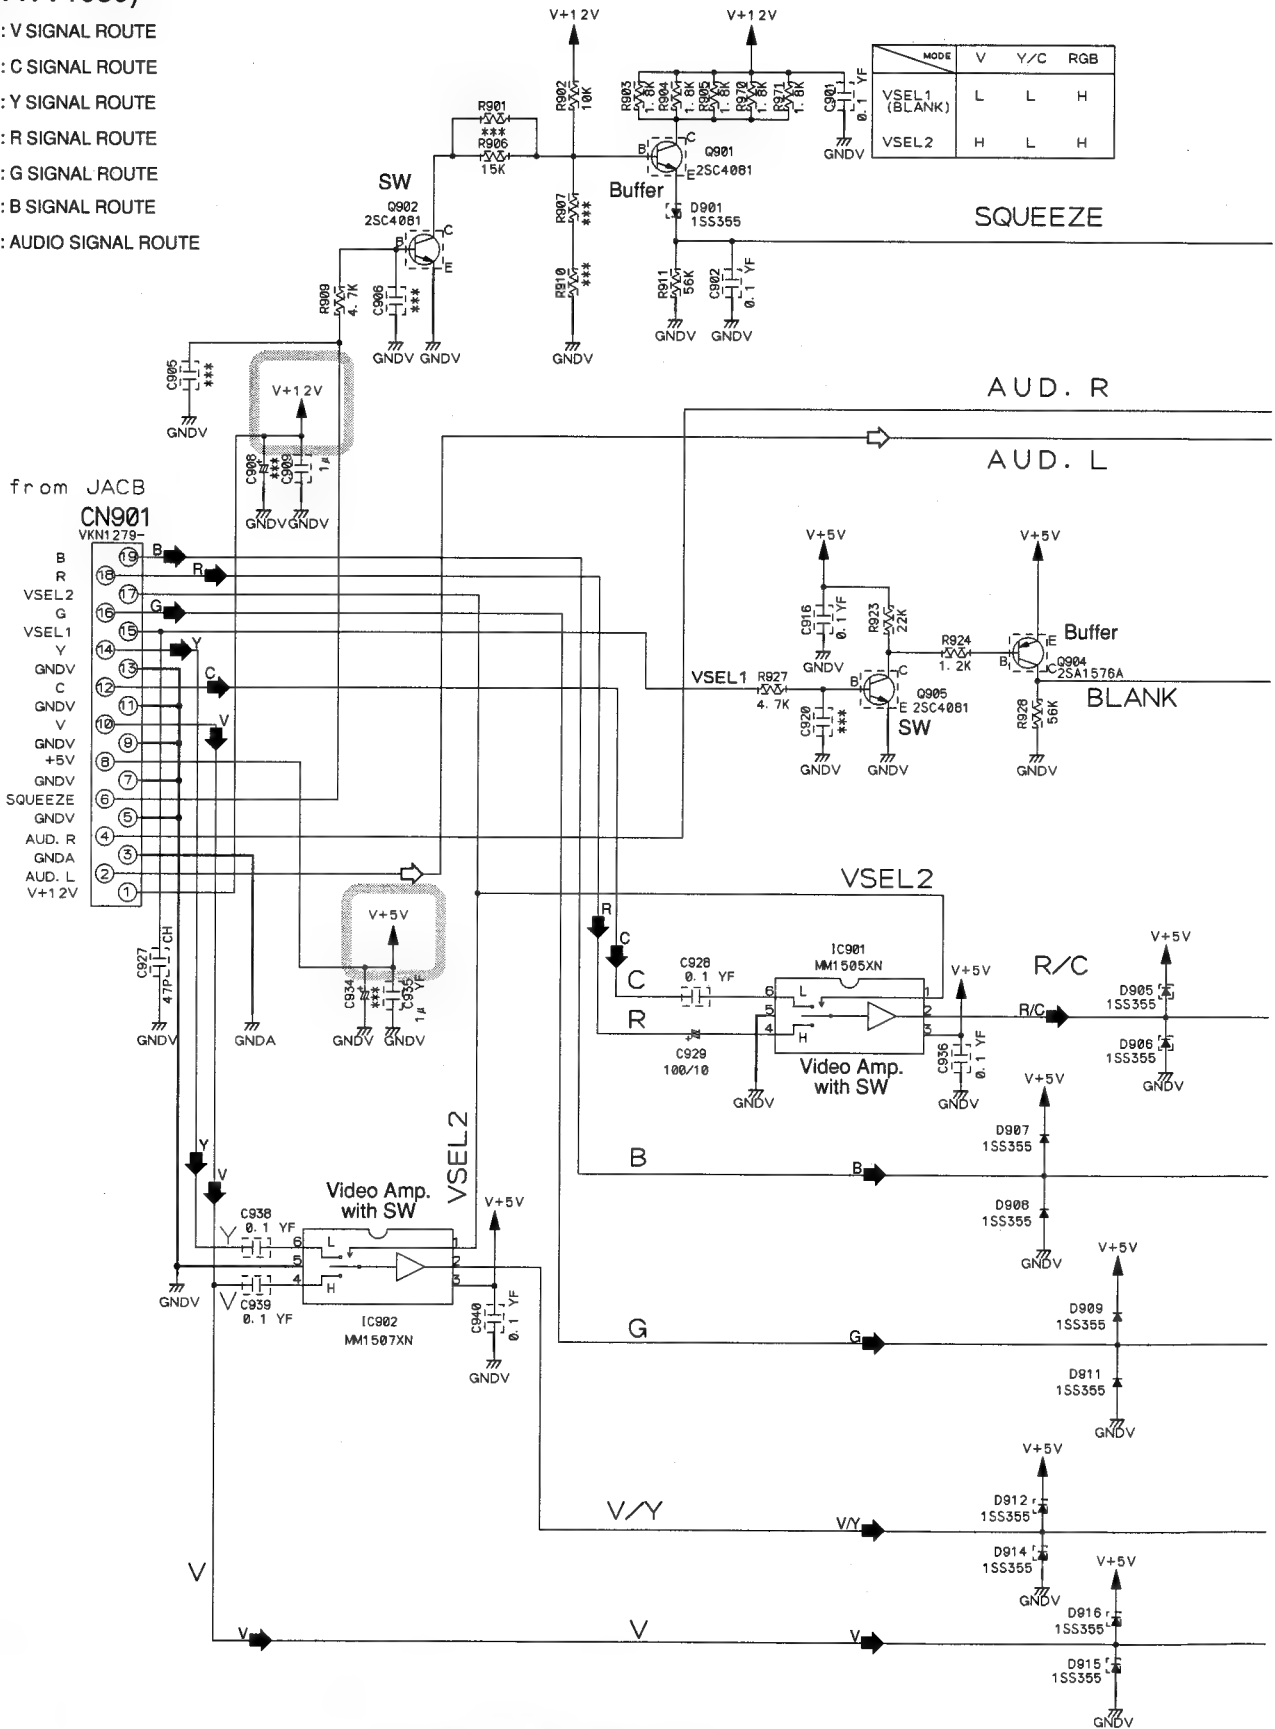 : V SIGNAL ROUTE
: C SIGNAL ROUTE
: Y SIGNAL ROUTE
: R SIGNAL ROUTE
: G SIGNAL ROUTE
: B SIGNAL ROUTE
: AUDIO SIGNAL ROUTE
V+12V
V+12V
MODE V Y/C RGB
VSEL1 L L H
(BLANK)
VSEL2 H L H
R902 10K
R903 1.8K
R904 1.8K
R905 1.8K
R970 1.8K
R971 1.8K
C901 0.1 YF
GNDV
R901
***
R906
15K
B C E
Q901
2SC4081
Buffer
SW
Q902
2SC4081
B C E
R907 ***
R910 ***
D901
1SS355
SQUEEZE
R909 4.7K
C906 ***
R911 56K
C902 0.1 YF
GNDV GNDV GNDV GNDV GNDV
C905 ***
GNDV
V+12V
C908 ***
C909 1μ
GNDV GNDV
AUD. R
AUD. L
from JACB
CN901
VKN1279-
B 19 B
R 18 R
VSEL2 17
G 16 G
VSEL1 15
Y 14 Y
GNDV 13
C 12 C
GNDV 11
V 10 V
GNDV 9
+5V 8
GNDV 7
SQUEEZE 6
GNDV 5
AUD. R 4
GNDA 3
AUD. L 2
V+12V 1
V+5V
V+5V
C916 0.1 YF
R923 22K
GNDV
R924
1.2K
B E C
Buffer
Q904
2SA1576A
BLANK
VSEL1
R927
4.7K
B C E
Q905
2SC4081
SW
C920 ***
R928 56K
GNDV GNDV GNDV
C927 47P CH
GNDV
GNDA
V+5V
C934 ***
C935 1μ YF
GNDV GNDV
VSEL2
R
C
C
R
C928
0.1 YF
C929
100/10
IC901
MM1505XN
6 L 1
5 2
4 H 3
Video Amp.
with SW
GNDV
V+5V
C936 0.1 YF
GNDV
R/C
R/C
V+5V
D905
1SS355
D906
1SS355
GNDV
V+5V
D907
1SS355
B
B
D908
1SS355
GNDV
VSEL2
Y
V
Video Amp.
with SW
C938
0.1 YF
Y
V
C939
0.1 YF
6 L 1
5 2
4 H 3
IC902
MM1507XN
GNDV
V+5V
C940 0.1 YF
GNDV
V+5V
D909
1SS355
G
G
D911
1SS355
GNDV
V+5V
D912
1SS355
V/Y
V/Y
D914
1SS355
GNDV
V+5V
D916
1SS355
V
V
V
V
D915
1SS355
GNDV